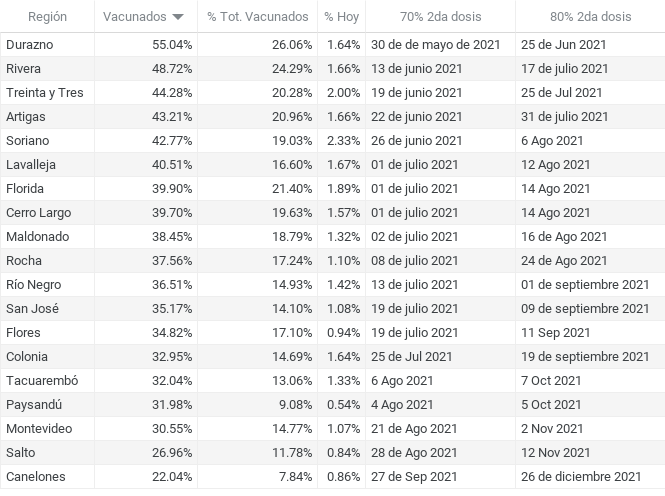 Región Vacunados % Tot. Vacunados % Hoy 70% 2da dosis 80% 2da dosis
Durazno 55.04% 26.06% 1.64% 30 de de mayo de 2021 25 de Jun 2021
Rivera 48.72% 24.29% 1.66% 13 de junio 2021 17 de julio 2021
Treinta y Tres 44.28% 20.28% 2.00% 19 de junio 2021 25 de Jul 2021
Artigas 43.21% 20.96% 1.66% 22 de junio 2021 31 de julio 2021
Soriano 42.77% 19.03% 2.33% 26 de junio 2021 6 Ago 2021
Lavalleja 40.51% 16.60% 1.67% 01 de julio 2021 12 Ago 2021
Florida 39.90% 21.40% 1.89% 01 de julio 2021 14 Ago 2021
Cerro Largo 39.70% 19.63% 1.57% 01 de julio 2021 14 Ago 2021
Maldonado 38.45% 18.79% 1.32% 02 de julio 2021 16 de Ago 2021
Rocha 37.56% 17.24% 1.10% 08 de julio 2021 24 de Ago 2021
Río Negro 36.51% 14.93% 1.42% 13 de julio 2021 01 de septiembre 2021
San José 35.17% 14.10% 1.08% 19 de julio 2021 09 de septiembre 2021
Flores 34.82% 17.10% 0.94% 19 de julio 2021 11 Sep 2021
Colonia 32.95% 14.69% 1.64% 25 de Jul 2021 19 de septiembre 2021
Tacuarembó 32.04% 13.06% 1.33% 6 Ago 2021 7 Oct 2021
Paysandú 31.98% 9.08% 0.54% 4 Ago 2021 5 Oct 2021
Montevideo 30.55% 14.77% 1.07% 21 de Ago 2021 2 Nov 2021
Salto 26.96% 11.78% 0.84% 28 de Ago 2021 12 Nov 2021
Canelones 22.04% 7.84% 0.86% 27 de Sep 2021 26 de diciembre 2021